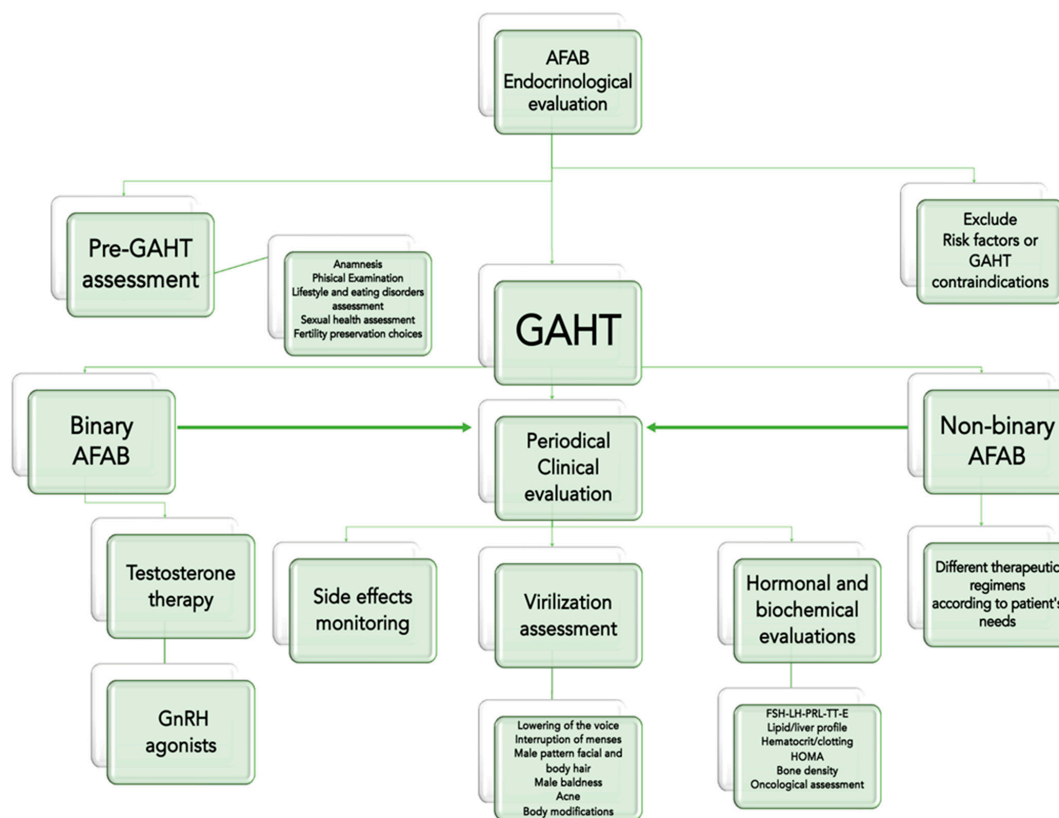 AFAB
Endocrinological
evaluation
Pre-GAHT
assessment
Anamnesis
Phisical Examination
Lifestyle and eating disorders
assessment
Sexual health assessment
Fertility preservation choices
Exclude
Risk factors or
GAHT
contraindications
GAHT
Binary
AFAB
Periodical
Clinical
evaluation
Non-binary
AFAB
Testosterone
therapy
Side effects
monitoring
Virilization
assessment
Hormonal and
biochemical
evaluations
Different therapeutic
regimens
according to patient's
needs
GnRH
agonists
Lowering of the voice
Interruption of menses
Male pattern facial and
body hair
Male baldness
Acne
Body modifications
FSH-LH-PRL-TT-E
Lipid/liver profile
Hematocrit/clotting
HOMA
Bone density
Oncological assessment